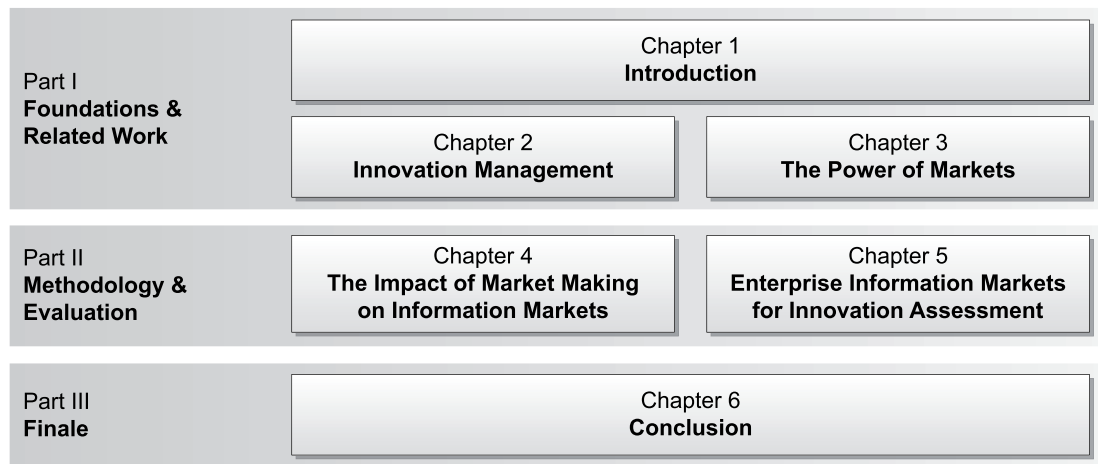 Part I
Foundations &
Related Work
Chapter 1
Introduction
Chapter 2
Innovation Management
Chapter 3
The Power of Markets
Part II
Methodology &
Evaluation
Chapter 4
The Impact of Market Making
on Information Markets
Chapter 5
Enterprise Information Markets
for Innovation Assessment
Part III
Finale
Chapter 6
Conclusion